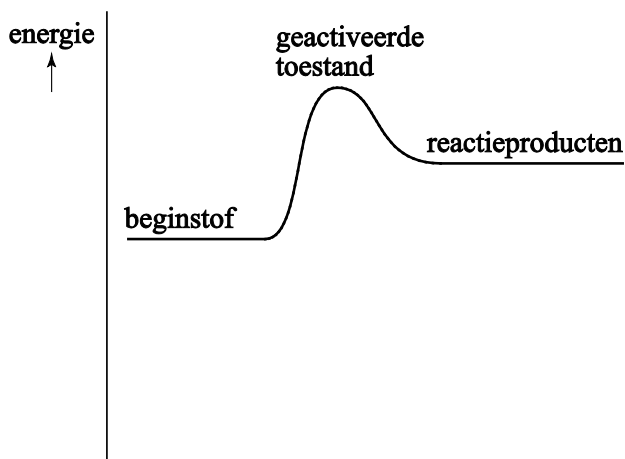 energie
geactiveerde
toestand
reactieproducten
beginstof